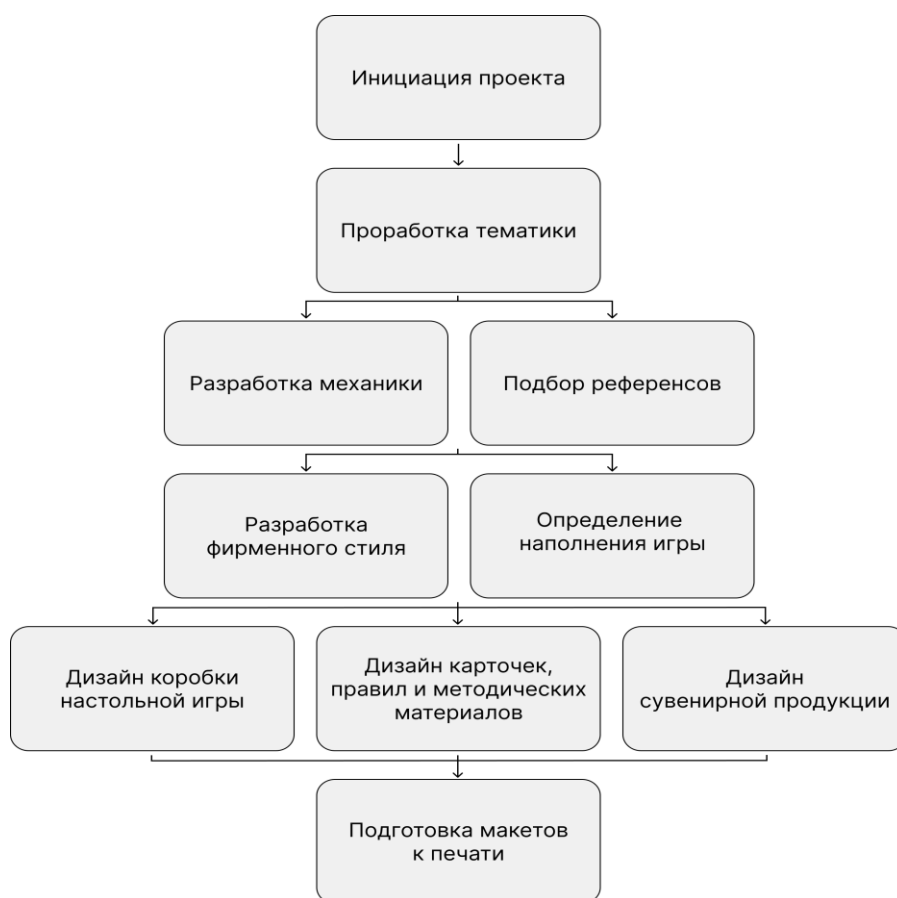 Инициация проекта
Проработка тематики
Разработка механики
Подбор референсов
Разработка
фирменного стиля
Определение
наполнения игры
Дизайн коробки
настольной игры
Дизайн карточек,
правил и методических
материалов
Дизайн
сувенирной продукции
Подготовка макетов
к печати